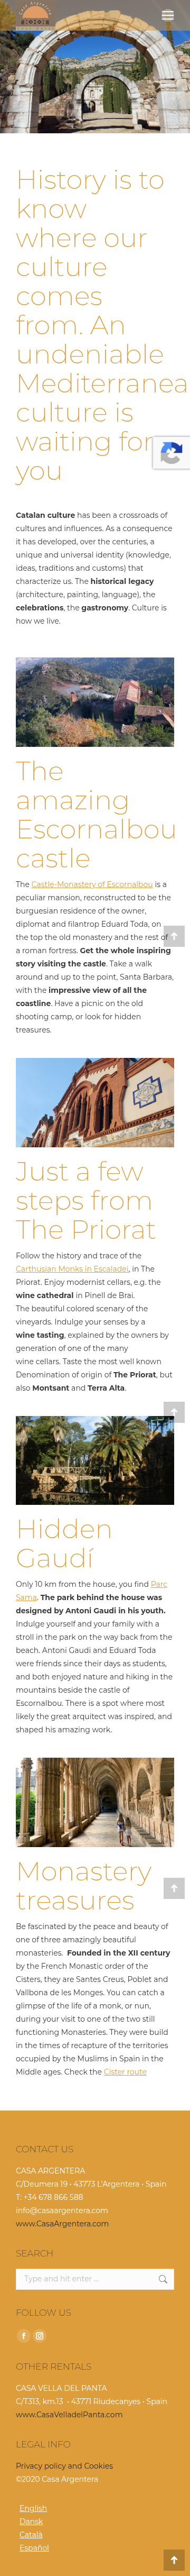 Casa Argentera
History is to
know
where our
culture
comes
from. An
undeniable
Mediterranea
culture is
waiting for
you
Catalan culture has been a crossroads of
cultures and influences. As a consequence
it has developed, over the centuries, a
unique and universal identity (knowledge,
ideas, traditions and customs) that
characterize us. The historical legacy
(architecture, painting, language), the
celebrations, the gastronomy. Culture is
how we live.
The
amazing
Escornalbou
castle
The Castle-Monastery of Escornalbou is a
peculiar mansion, reconstructed to be the
burguesian residence of the owner,
diplomat and filantrop Eduard Toda, on
the top the old monastery and the rest of
a roman fortress. Get the whole inspiring
story visiting the castle. Take a walk
around and up to the point, Santa Barbara,
with the impressive view of all the
coastline. Have a picnic on the old
shooting camp, or look for hidden
treasures.
Just a few
steps from
The Priorat
Follow the history and trace of the
Carthusian Monks in Escaladei, in The
Priorat. Enjoy modernist cellars, e.g. the
wine cathedral in Pinell de Brai.
The beautiful colored scenary of the
vineyards. Indulge your senses by a
wine tasting, explained by the owners by
generation of one of the many
wine cellars. Taste the most well known
Denomination of origin of The Priorat, but
also Montsant and Terra Alta.
Hidden
Gaudí
Only 10 km from the house, you find Parc
Sama. The park behind the house was
designed by Antoni Gaudi in his youth.
Indulge yourself and your family with a
stroll in the park on the way back from the
beach. Antoni Gaudi and Eduard Toda
were friends since their days as students,
and both enjoyed nature and hiking in the
mountains beside the castle of
Escornalbou. There is a spot where most
likely the great arquitect was inspired, and
shaped his amazing work.
Monastery
treasures
Be fascinated by the peace and beauty of
one of three amazingly beautiful
monasteries. Founded in the XII century
by the French Monastic order of the
Cisters, they are Santes Creus, Poblet and
Vallbona de les Monges. You can catch a
glimpse of the life of a monk, or nun,
during your visit to one of the two still
functioning Monasteries. They were build
in the times of recapture of the territories
occupied by the Muslims in Spain in the
Middle ages. Check the Cister route
CONTACT US
CASA ARGENTERA
C/Deumera 19 • 43773 L'Argentera • Spain
T: +34 678 866 588
info@casaargentera.com
www.CasaArgentera.com
SEARCH
Type and hit enter …
FOLLOW US
OTHER RENTALS
CASA VELLA DEL PANTA
C/T313, km.13 • 43771 Riudecanyes • Spain
www.CasaVelladelPanta.com
LEGAL INFO
Privacy policy and Cookies
©2020 Casa Argentera
English
Dansk
Català
Español